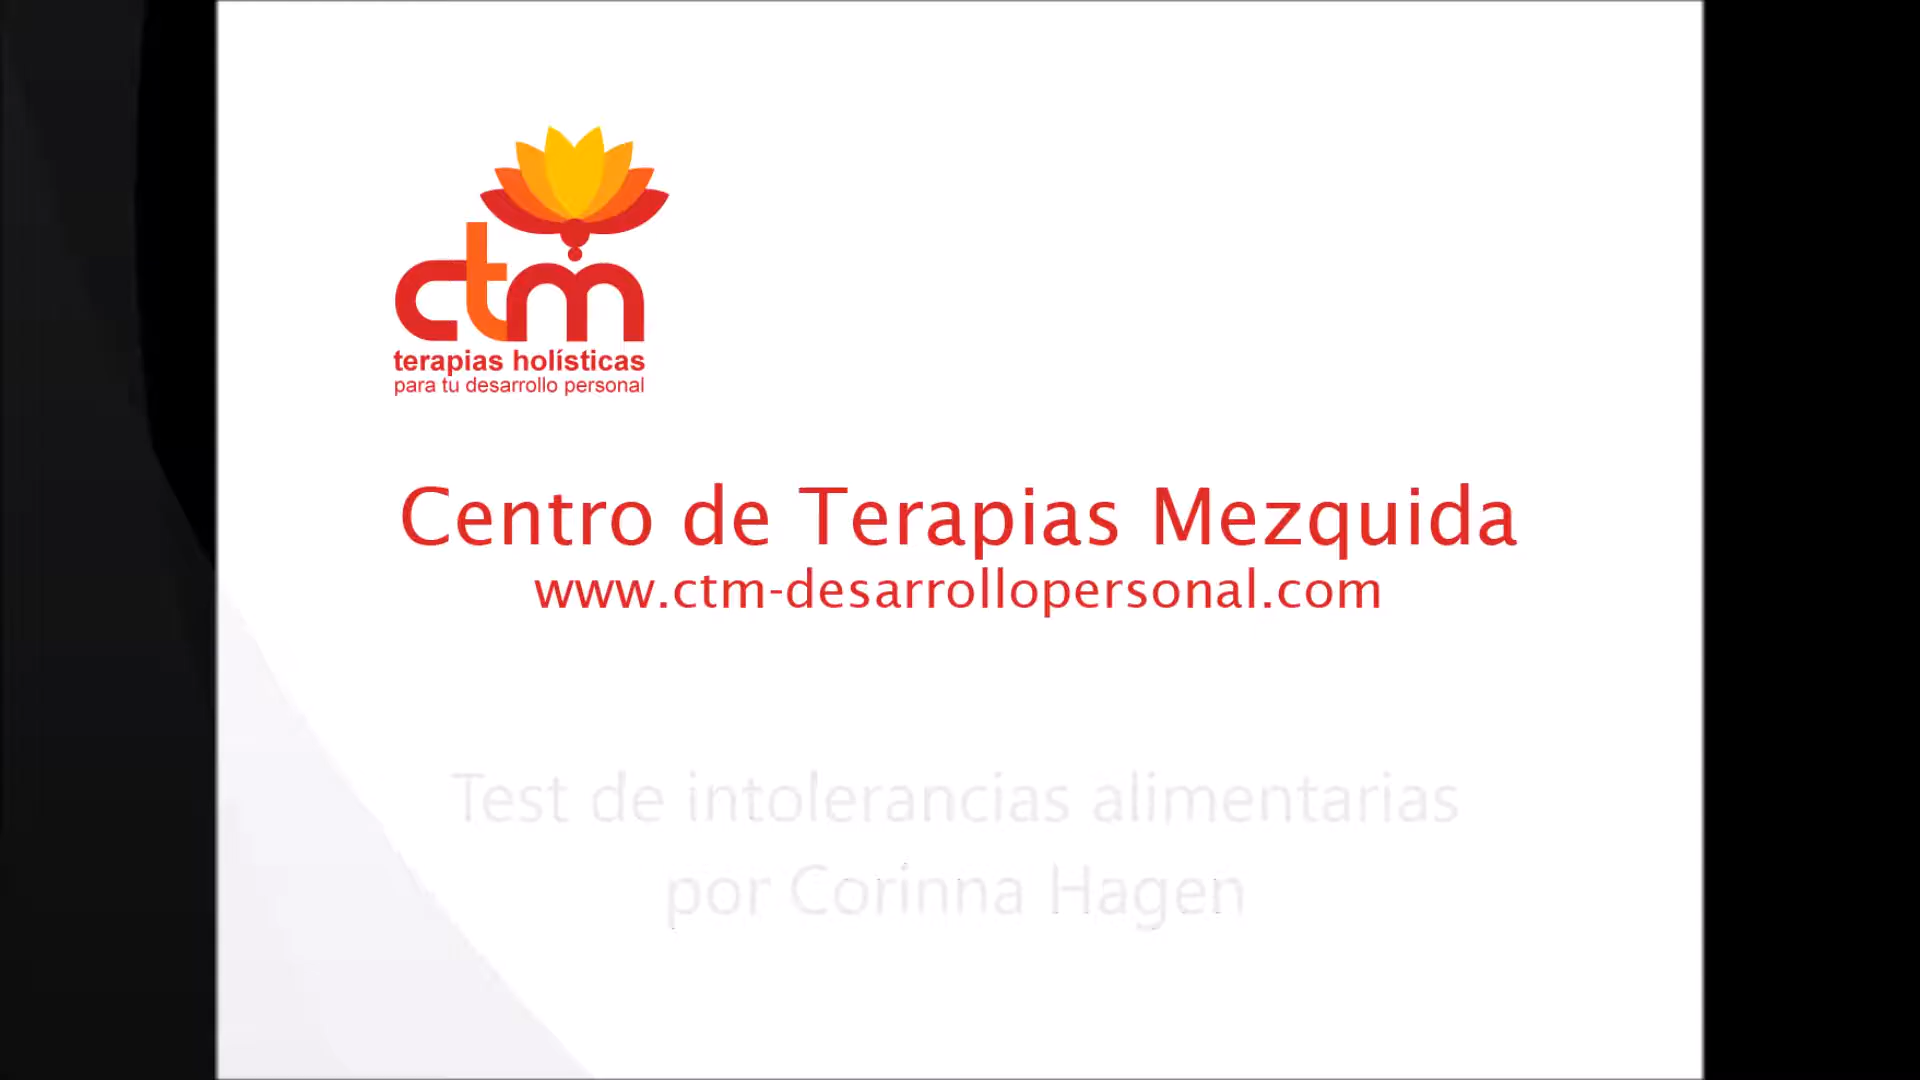 ctm
terapias holísticas
para tu desarrollo personal
Centro de Terapias Mezquida
www.ctm-desarrollopersonal.com
Test de intolerancias alimentarias
por Corinna Hagen